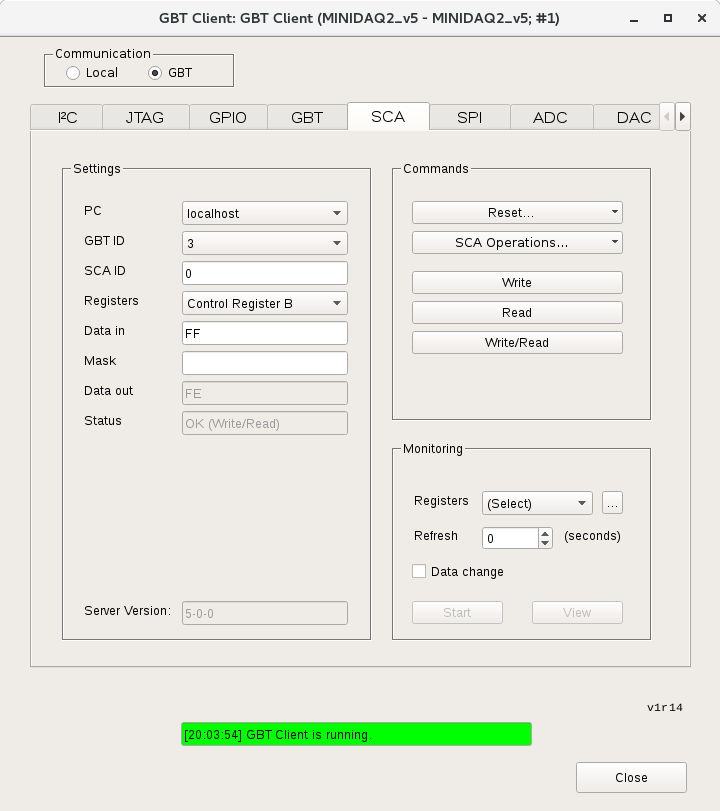 GBT Client: GBT Client (MINIDAQ2_v5 - MINIDAQ2_v5; #1)
Communication
Local GBT
I²C JTAG GPIO GBT SCA SPI ADC DAC
Settings
PC localhost
GBT ID 3
SCA ID 0
Registers Control Register B
Data in FF
Mask
Data out FE
Status OK (Write/Read)
Server Version: 5-0-0
Commands
Reset...
SCA Operations...
Write
Read
Write/Read
Monitoring
Registers (Select) ...
Refresh 0 (seconds)
Data change
Start View
v1r14
[20:03:54] GBT Client is running.
Close